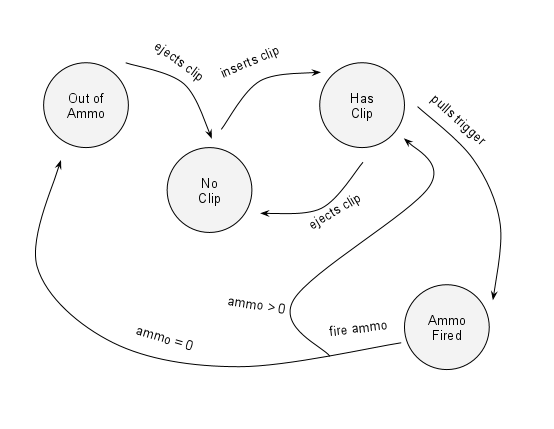 ejects clip
inserts clip
Out of
Ammo
Has
Clip
pulls trigger
No
Clip
ejects clip
ammo > 0
fire ammo
Ammo
Fired
ammo = 0